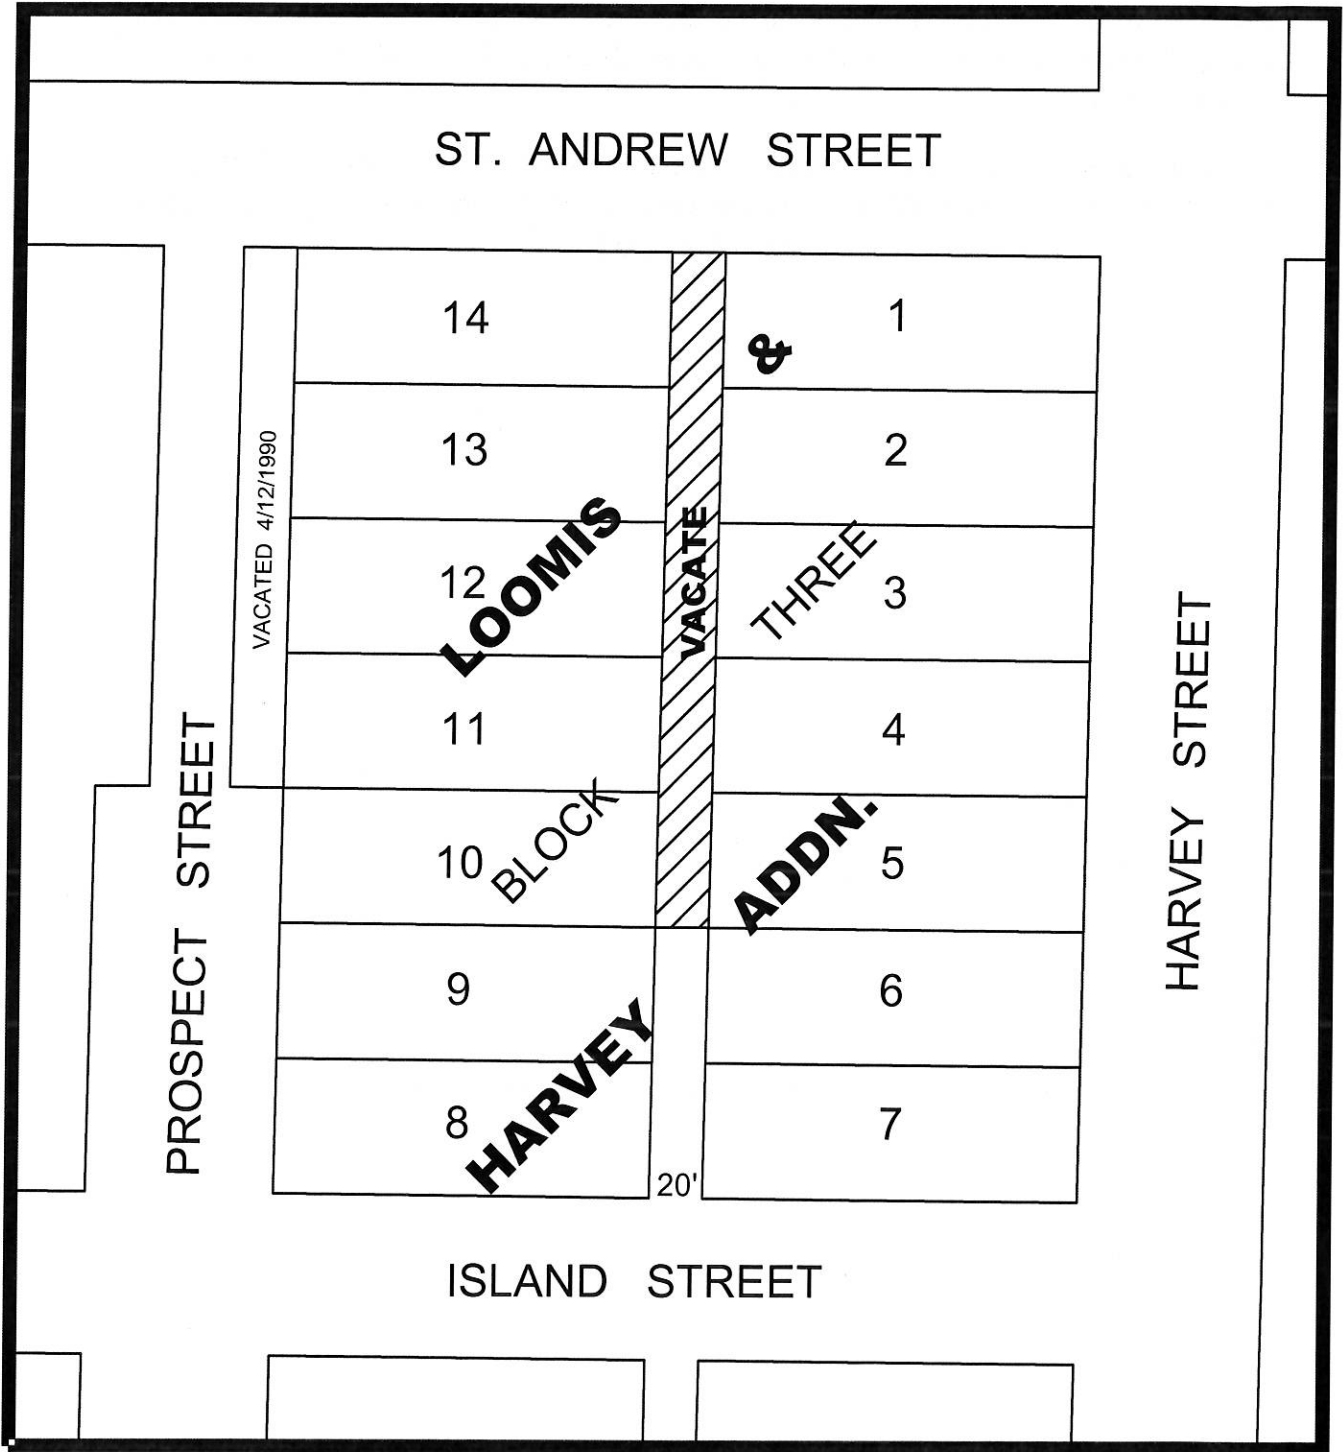 ST. ANDREW STREET
14
1
&
13
2
VACATED 4/12/1990
12
LOOMIS
VACATE
THREE
3
11
4
PROSPECT STREET
HARVEY STREET
10
BLOCK
ADDN.
5
9
6
HARVEY
8
7
20'
ISLAND STREET